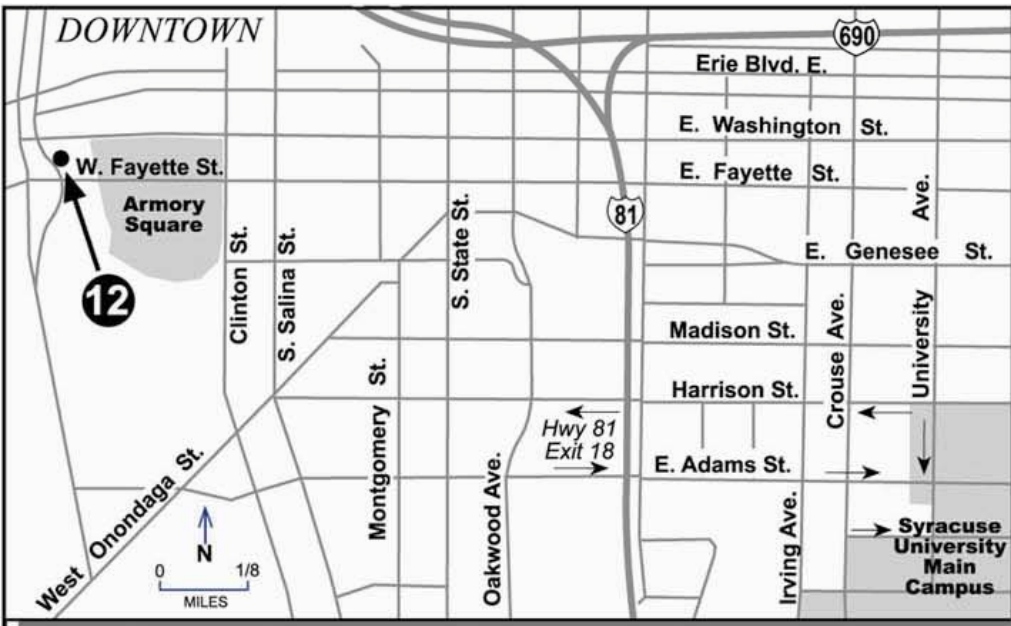 DOWNTOWN
690
Erie Blvd. E.
E. Washington St.
W. Fayette St.
E. Fayette St.
Armory
Square
81
University Ave.
E. Genesee St.
12
Clinton St.
S. Salina St.
S. State St.
Madison St.
Crouse Ave.
Harrison St.
Montgomery St.
Hwy 81
Exit 18
E. Adams St.
West Onondaga St.
Oakwood Ave.
Irving Ave.
N
0 1/8
MILES
Syracuse
University
Main
Campus